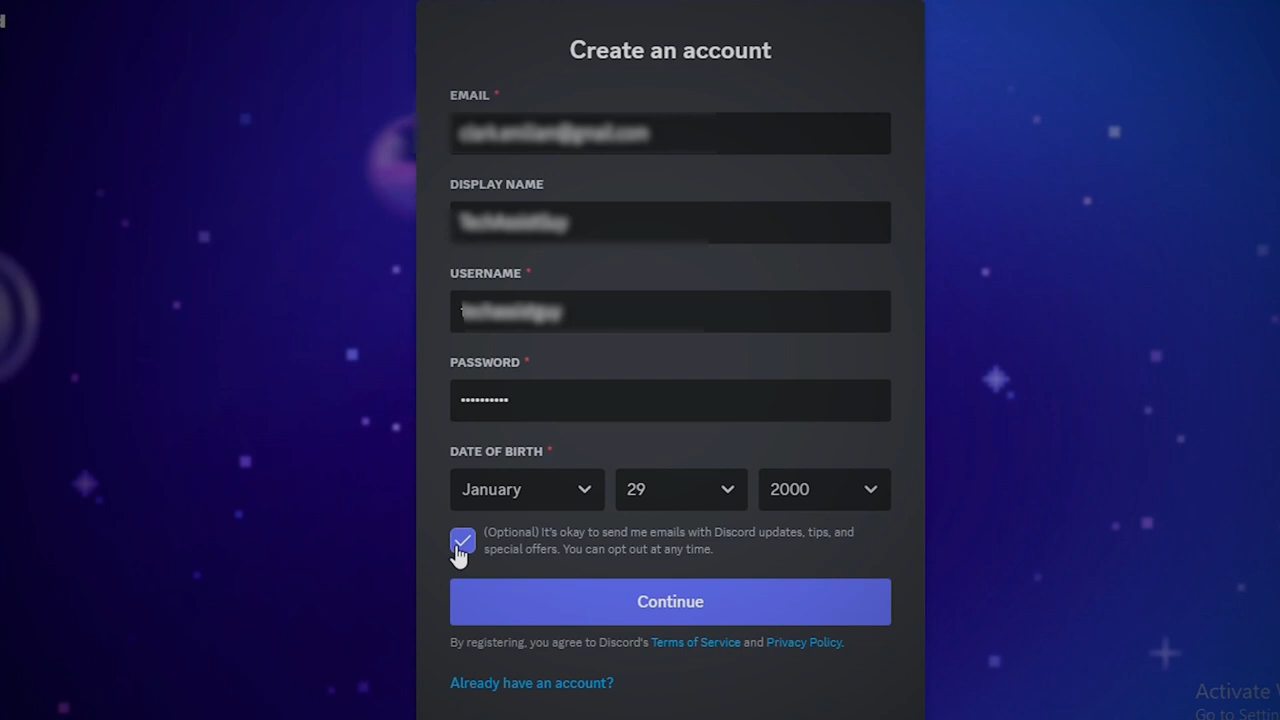 Create an account
EMAIL *
DISPLAY NAME
USERNAME *
PASSWORD *
••••••••••
DATE OF BIRTH *
January 29 2000
(Optional) It's okay to send me emails with Discord updates, tips, and
special offers. You can opt out at any time.
Continue
By registering, you agree to Discord's Terms of Service and Privacy Policy.
Already have an account?
Activate
Go to